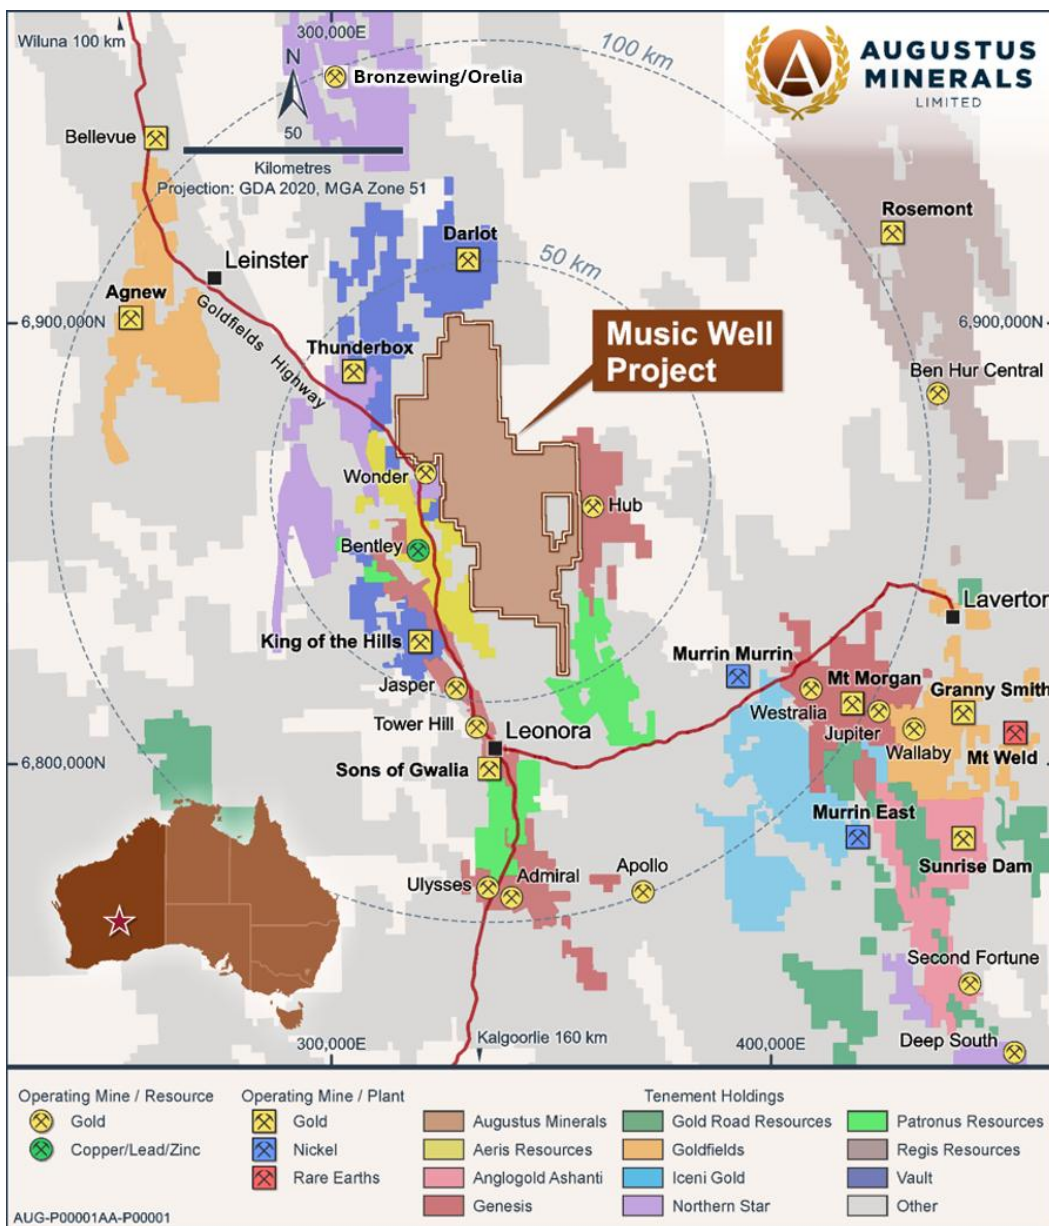 Wiluna 100 km
300,000E
100 km
AUGUSTUS
MINERALS
LIMITED
A
N
Bronzewing/Orelia
50
Kilometres
Projection: GDA 2020, MGA Zone 51
Bellevue
Rosemont
Darlot
50 km
Leinster
Agnew
6,900,000N
6,900,000N
Goldfields Highway
Thunderbox
Music Well
Project
Ben Hur Central
Wonder
Hub
Bentley
Laverton
King of the Hills
Murrin Murrin
Jasper
Mt Morgan
Granny Smith
Westralia
Tower Hill
Leonora
Jupiter
Wallaby
Mt Weld
6,800,000N
Sons of Gwalia
Murrin East
Sunrise Dam
Ulysses
Admiral
Apollo
Second Fortune
300,000E
Kalgoorlie 160 km
400,000E
Deep South
Operating Mine / Resource
Gold
Copper/Lead/Zinc
Operating Mine / Plant
Gold
Nickel
Rare Earths
Tenement Holdings
Augustus Minerals
Aeris Resources
Anglogold Ashanti
Genesis
Gold Road Resources
Goldfields
Iceni Gold
Northern Star
Patronus Resources
Regis Resources
Vault
Other
AUG-P00001AA-P00001